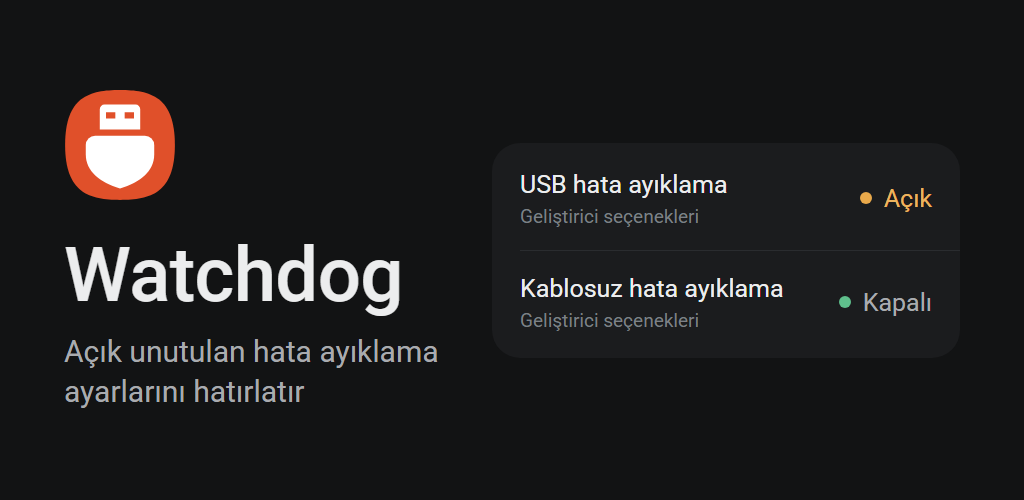 Watchdog
Açık unutulan hata ayıklama
ayarlarını hatırlatır
USB hata ayıklama
Geliştirici seçenekleri
Açık
Kablosuz hata ayıklama
Geliştirici seçenekleri
Kapalı